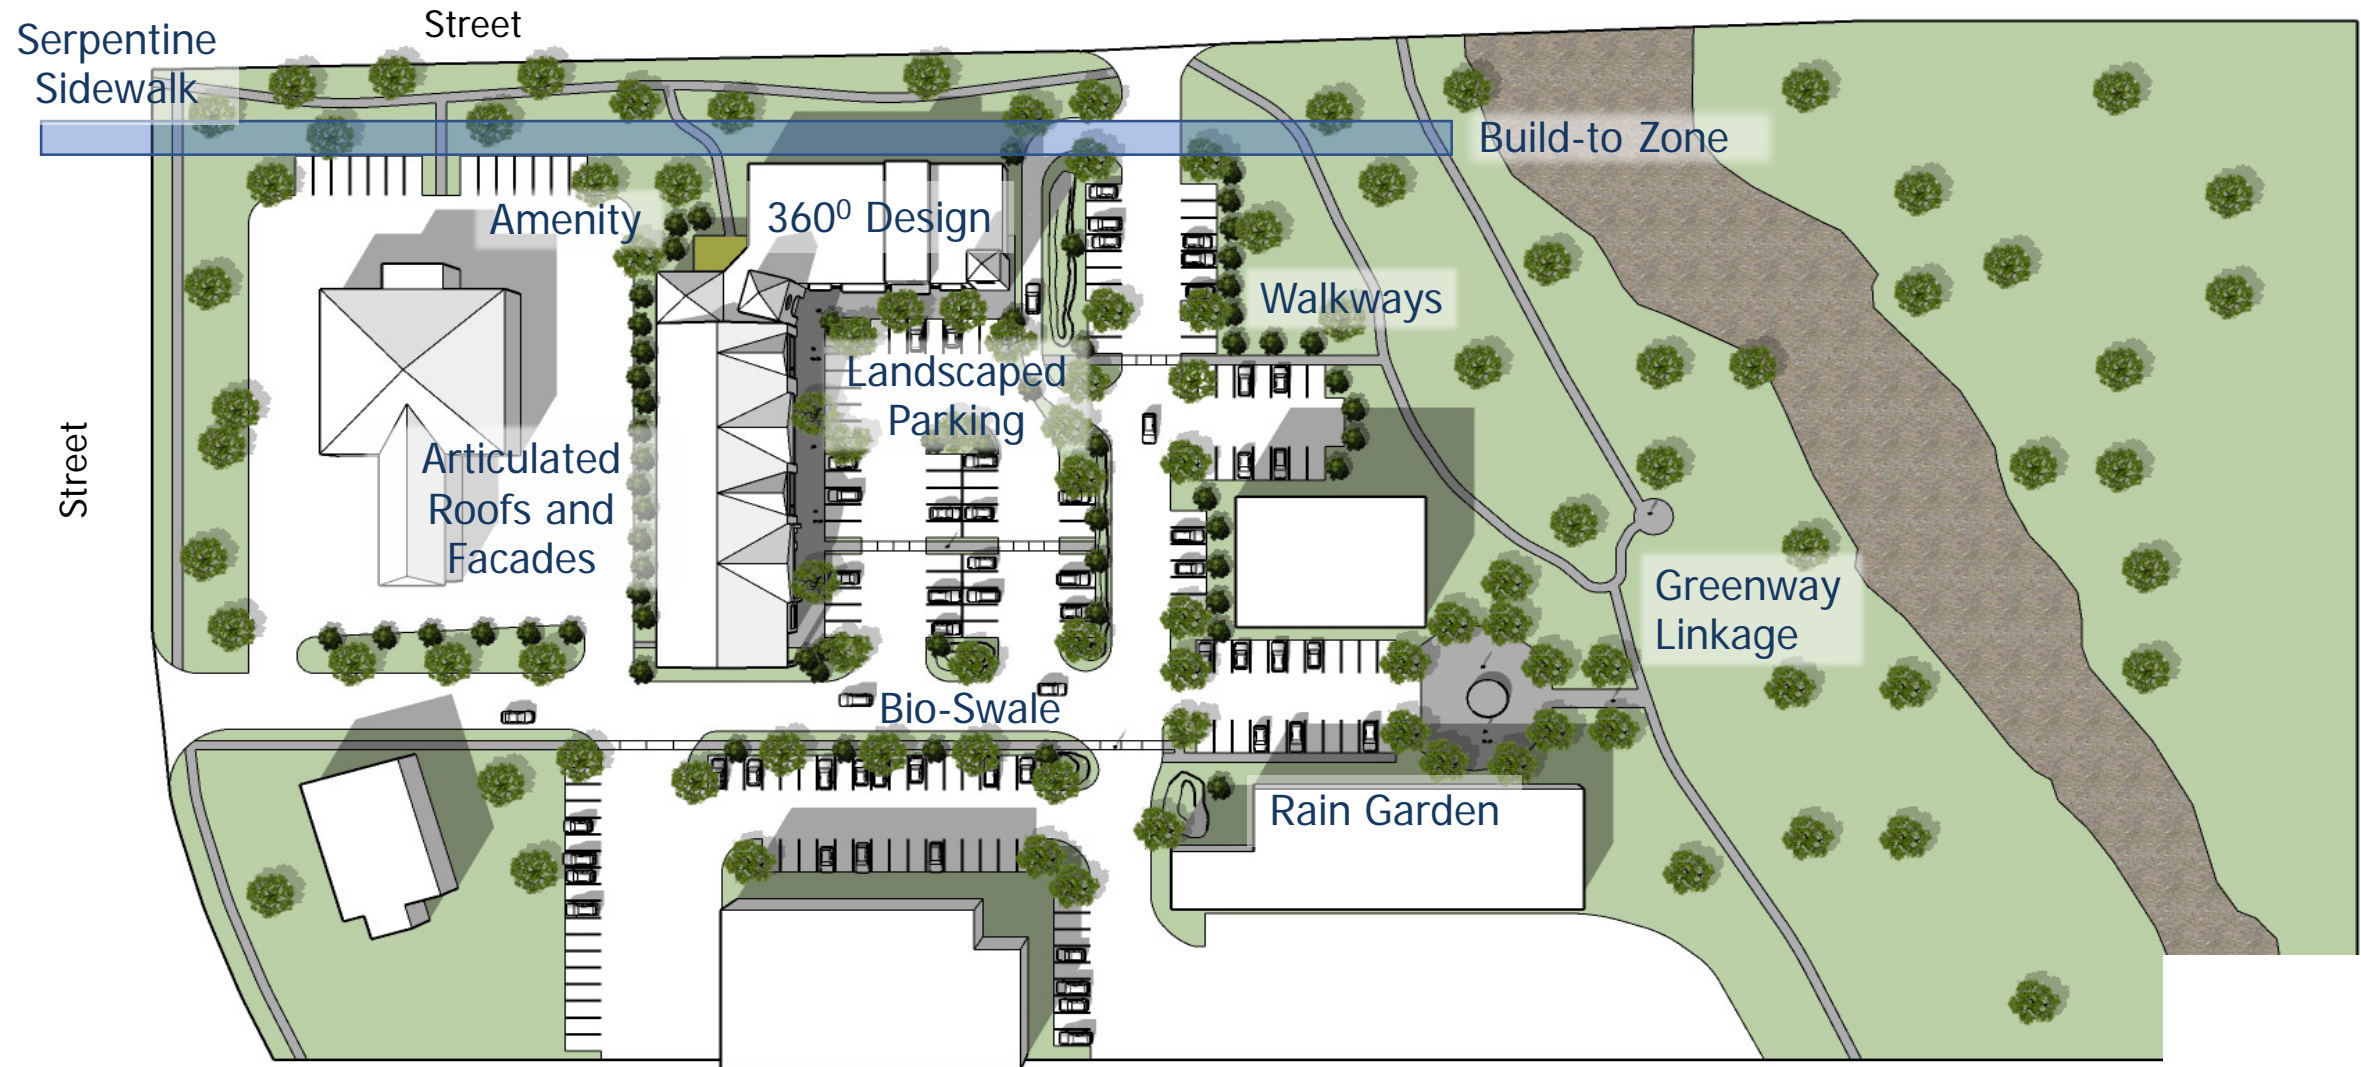 Street
Serpentine
Sidewalk
Build-to Zone
Amenity
360⁰ Design
Walkways
Landscaped
Parking
Street
Articulated
Roofs and
Facades
Greenway
Linkage
Bio-Swale
Rain Garden